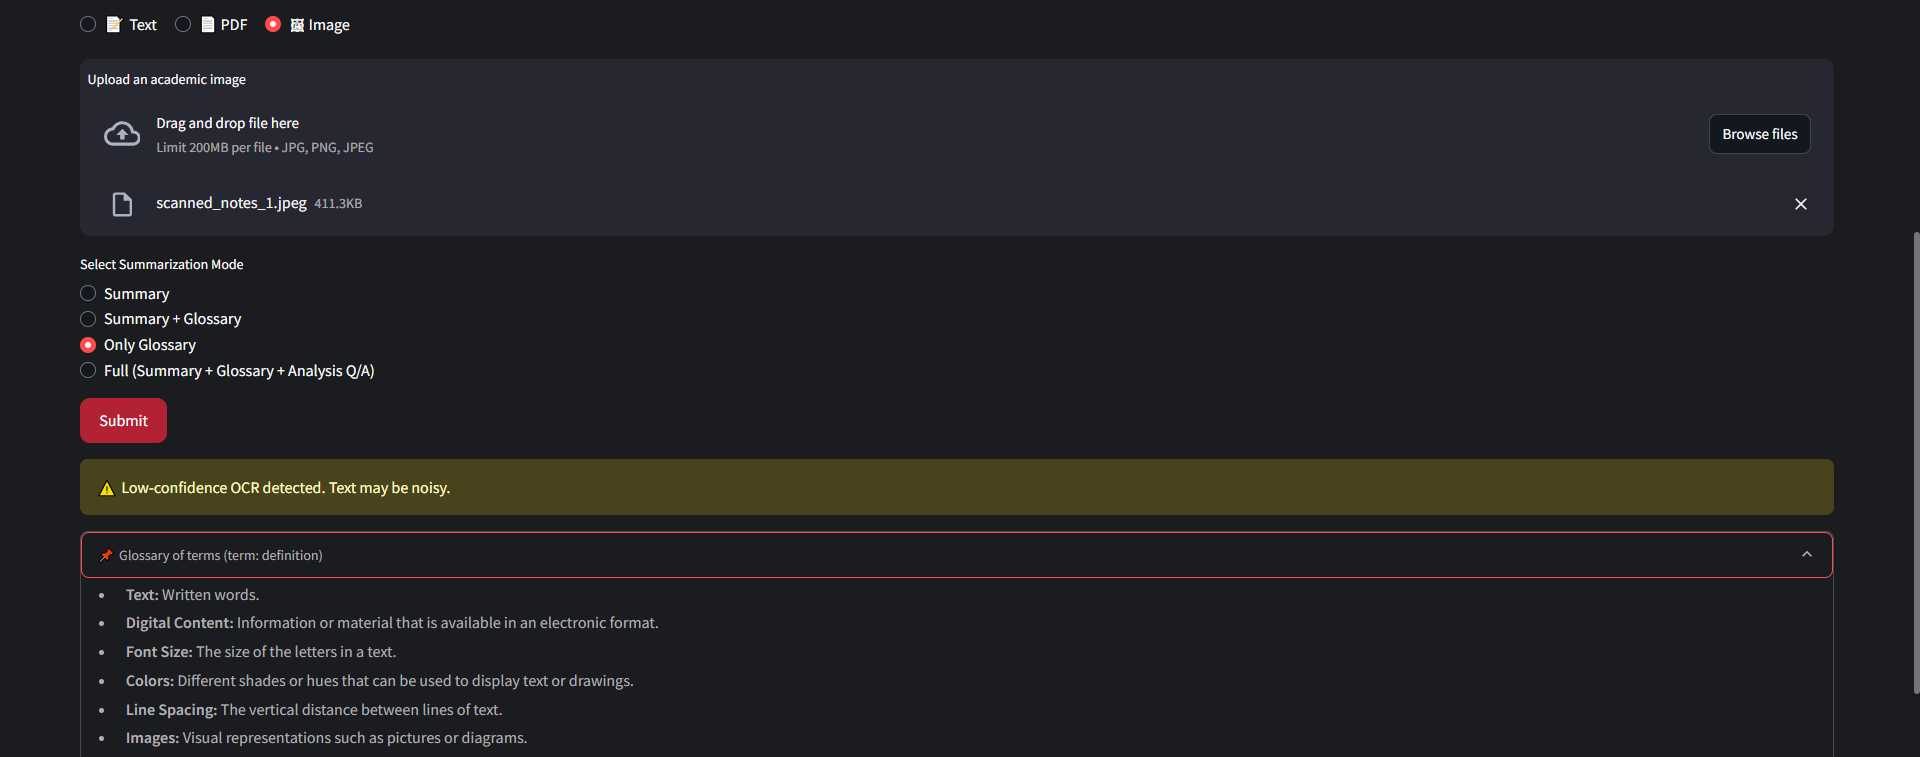 📝 Text 📄 PDF 🖼 Image
Upload an academic image
Drag and drop file here
Limit 200MB per file • JPG, PNG, JPEG
Browse files
scanned_notes_1.jpeg 411.3KB
Select Summarization Mode
Summary
Summary + Glossary
Only Glossary
Full (Summary + Glossary + Analysis Q/A)
Submit
⚠️ Low-confidence OCR detected. Text may be noisy.
📌 Glossary of terms (term: definition)
• Text: Written words.
• Digital Content: Information or material that is available in an electronic format.
• Font Size: The size of the letters in a text.
• Colors: Different shades or hues that can be used to display text or drawings.
• Line Spacing: The vertical distance between lines of text.
• Images: Visual representations such as pictures or diagrams.